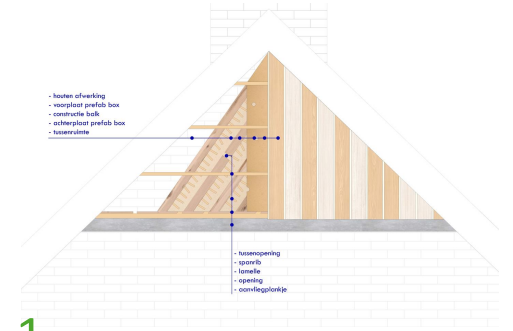 - houten afwerking
- voorplaat prefab box
- constructie balk
- achterplaat prefab box
- tussenruimte
- tussenopening
- spanrib
- lamelle
- opening
- aanvliegplankje
1